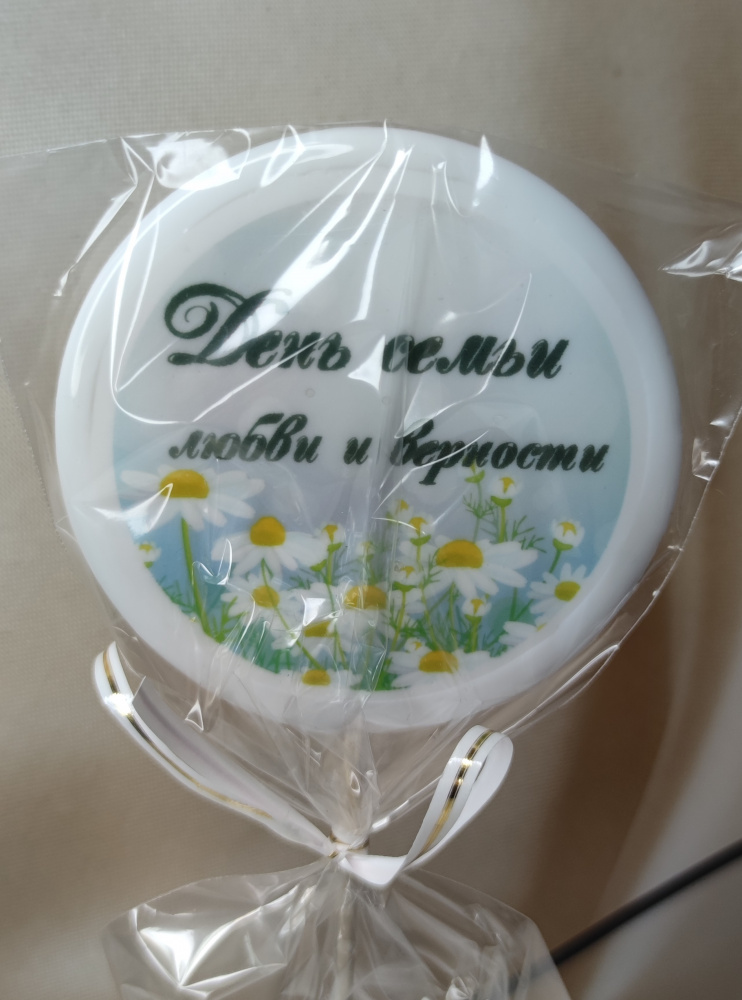 День семьи
любви и верности